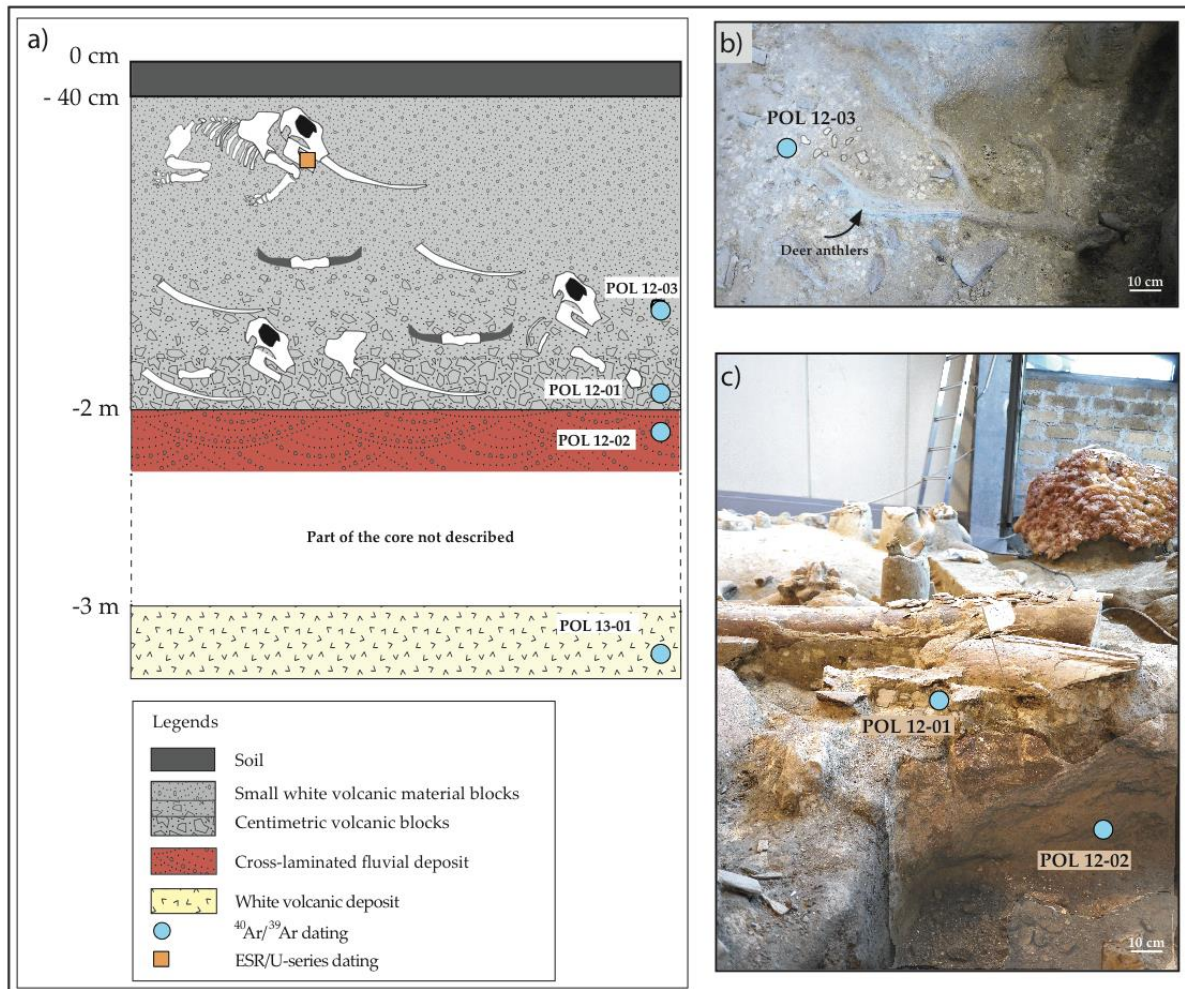 a)
0 cm
- 40 cm
POL 12-03
POL 12-01
-2 m
POL 12-02
Part of the core not described
-3 m
POL 13-01
Legends
Soil
Small white volcanic material blocks
Centimetric volcanic blocks
Cross-laminated fluvial deposit
White volcanic deposit
40Ar/39Ar dating
ESR/U-series dating
b)
POL 12-03
Deer anthlers
10 cm
c)
POL 12-01
POL 12-02
10 cm